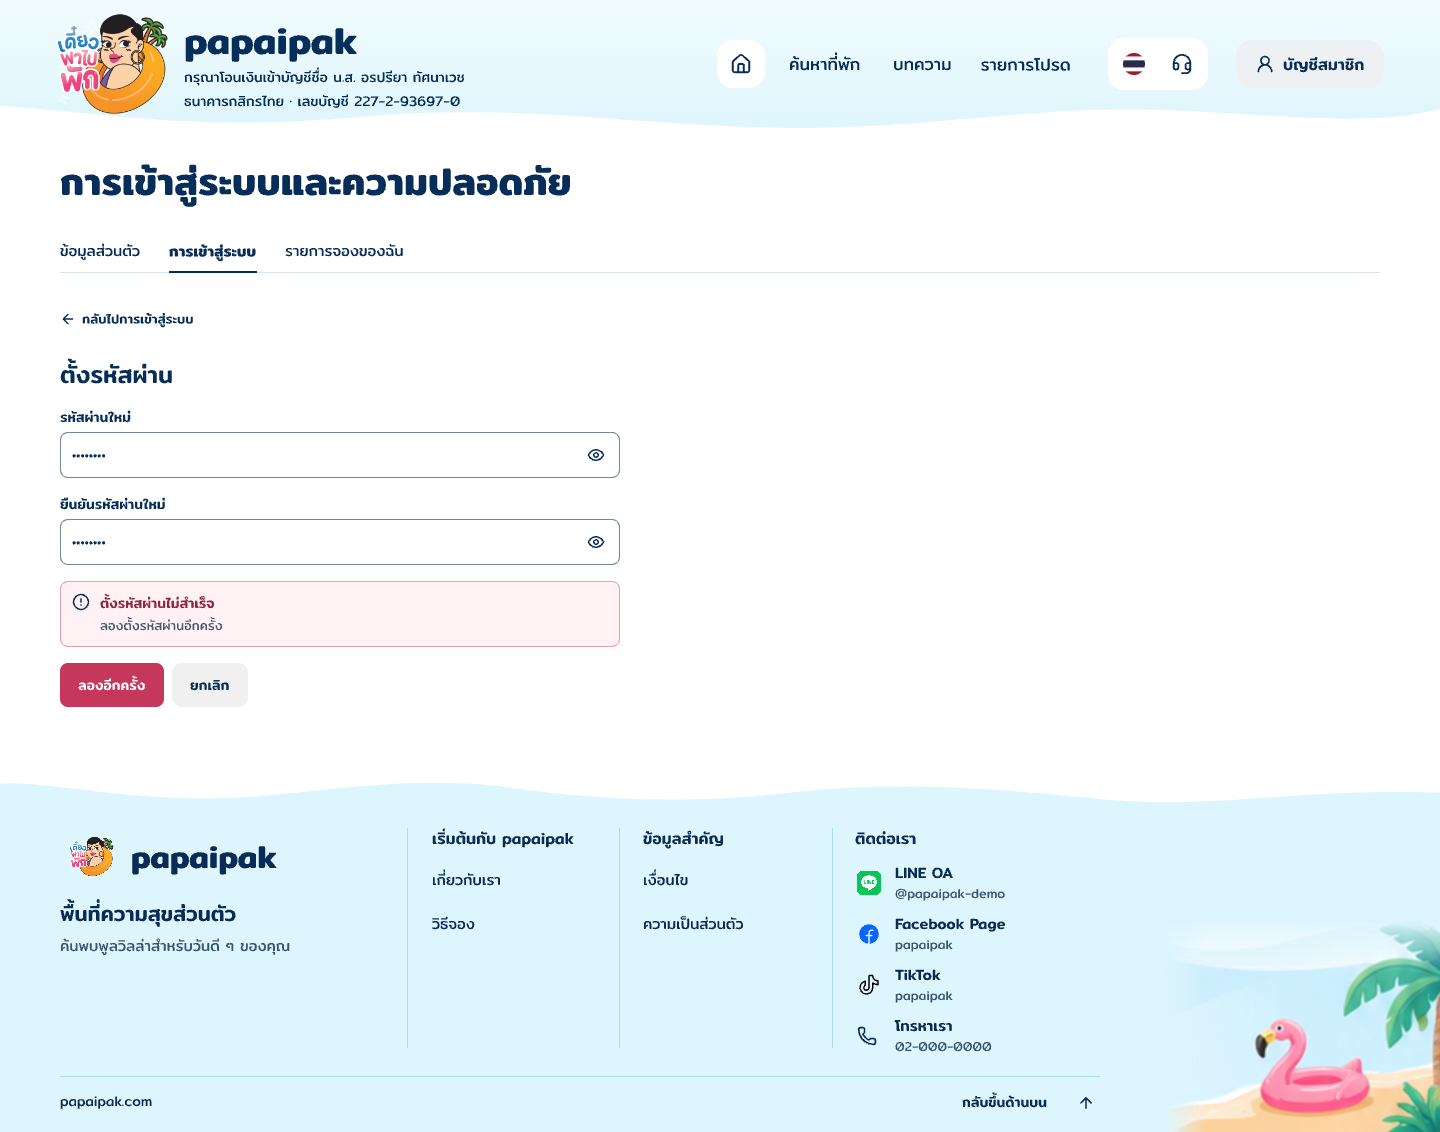 เดี๋ยว
พาไป
พัก
papaipak
กรุณาโอนเงินเข้าบัญชีชื่อ น.ส. อรปรียา ทัศนาเวช
ธนาคารกสิกรไทย · เลขบัญชี 227-2-93697-0
ค้นหาที่พัก
บทความ
รายการโปรด
บัญชีสมาชิก
การเข้าสู่ระบบและความปลอดภัย
ข้อมูลส่วนตัว
การเข้าสู่ระบบ
รายการจองของฉัน
กลับไปการเข้าสู่ระบบ
ตั้งรหัสผ่าน
รหัสผ่านใหม่
••••••••
ยืนยันรหัสผ่านใหม่
••••••••
ตั้งรหัสผ่านไม่สำเร็จ
ลองตั้งรหัสผ่านอีกครั้ง
ลองอีกครั้ง
ยกเลิก
เดี๋ยว
พาไป
พัก
papaipak
พื้นที่ความสุขส่วนตัว
ค้นพบพูลวิลล่าสำหรับวันดี ๆ ของคุณ
เริ่มต้นกับ papaipak
เกี่ยวกับเรา
วิธีจอง
ข้อมูลสำคัญ
เงื่อนไข
ความเป็นส่วนตัว
ติดต่อเรา
LINE
LINE OA
@papaipak-demo
Facebook Page
papaipak
TikTok
papaipak
โทรหาเรา
02-000-0000
papaipak.com
กลับขึ้นด้านบน